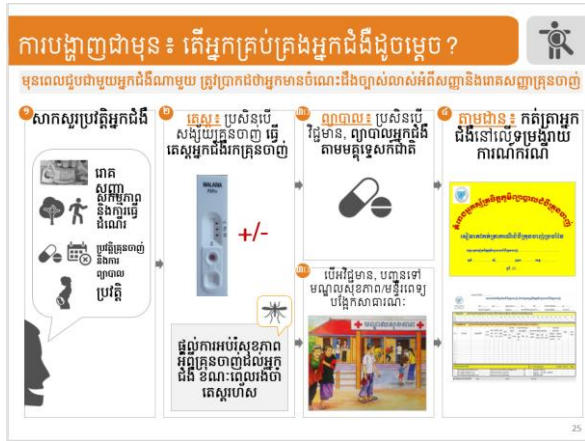 ការបង្ហាញជាមុន៖ តើអ្នកគ្រប់គ្រងអ្នកជំងឺដូចម្តេច?
មុនពេលជួបជាមួយអ្នកជំងឺណាមួយ ត្រូវប្រាកដថាអ្នកមានចំណេះដឹងច្បាស់លាស់អំពីសញ្ញានិងរោគសញ្ញាគ្រុនចាញ់
១
សាកសួរប្រវត្តិអ្នកជំងឺ
រោគ
សញ្ញា
សកម្មភាព
និងការធ្វើ
ដំណើរ
ប្រវត្តិគ្រុនចាញ់
និងការ
ព្យាបាល
ប្រវត្តិ
២
តេស្ត៖ ប្រសិនបើ
សង្ស័យគ្រុនចាញ់ ធ្វើ
តេស្តអ្នកជំងឺរកគ្រុនចាញ់
MALARIA
+/-
ផ្តល់ការអប់រំសុខភាព
អំពីគ្រុនចាញ់ដល់អ្នក
ជំងឺ ខណៈពេលរង់ចាំ
តេស្តរហ័ស
ព្យាបាល៖ ប្រសិនបើ
វិជ្ជមាន, ព្យាបាលអ្នកជំងឺ
តាមមគ្គុទ្ទេសក៍ជាតិ
បើអវិជ្ជមាន, បញ្ជូនទៅ
មណ្ឌលសុខភាព/មន្ទីរពេទ្យ
បង្អែកសាធារណៈ
មណ្ឌលសុខភាព
៤
តាមដាន៖ កត់ត្រាអ្នក
ជំងឺនៅលើទម្រង់រាយ
ការណ៍ករណី
25